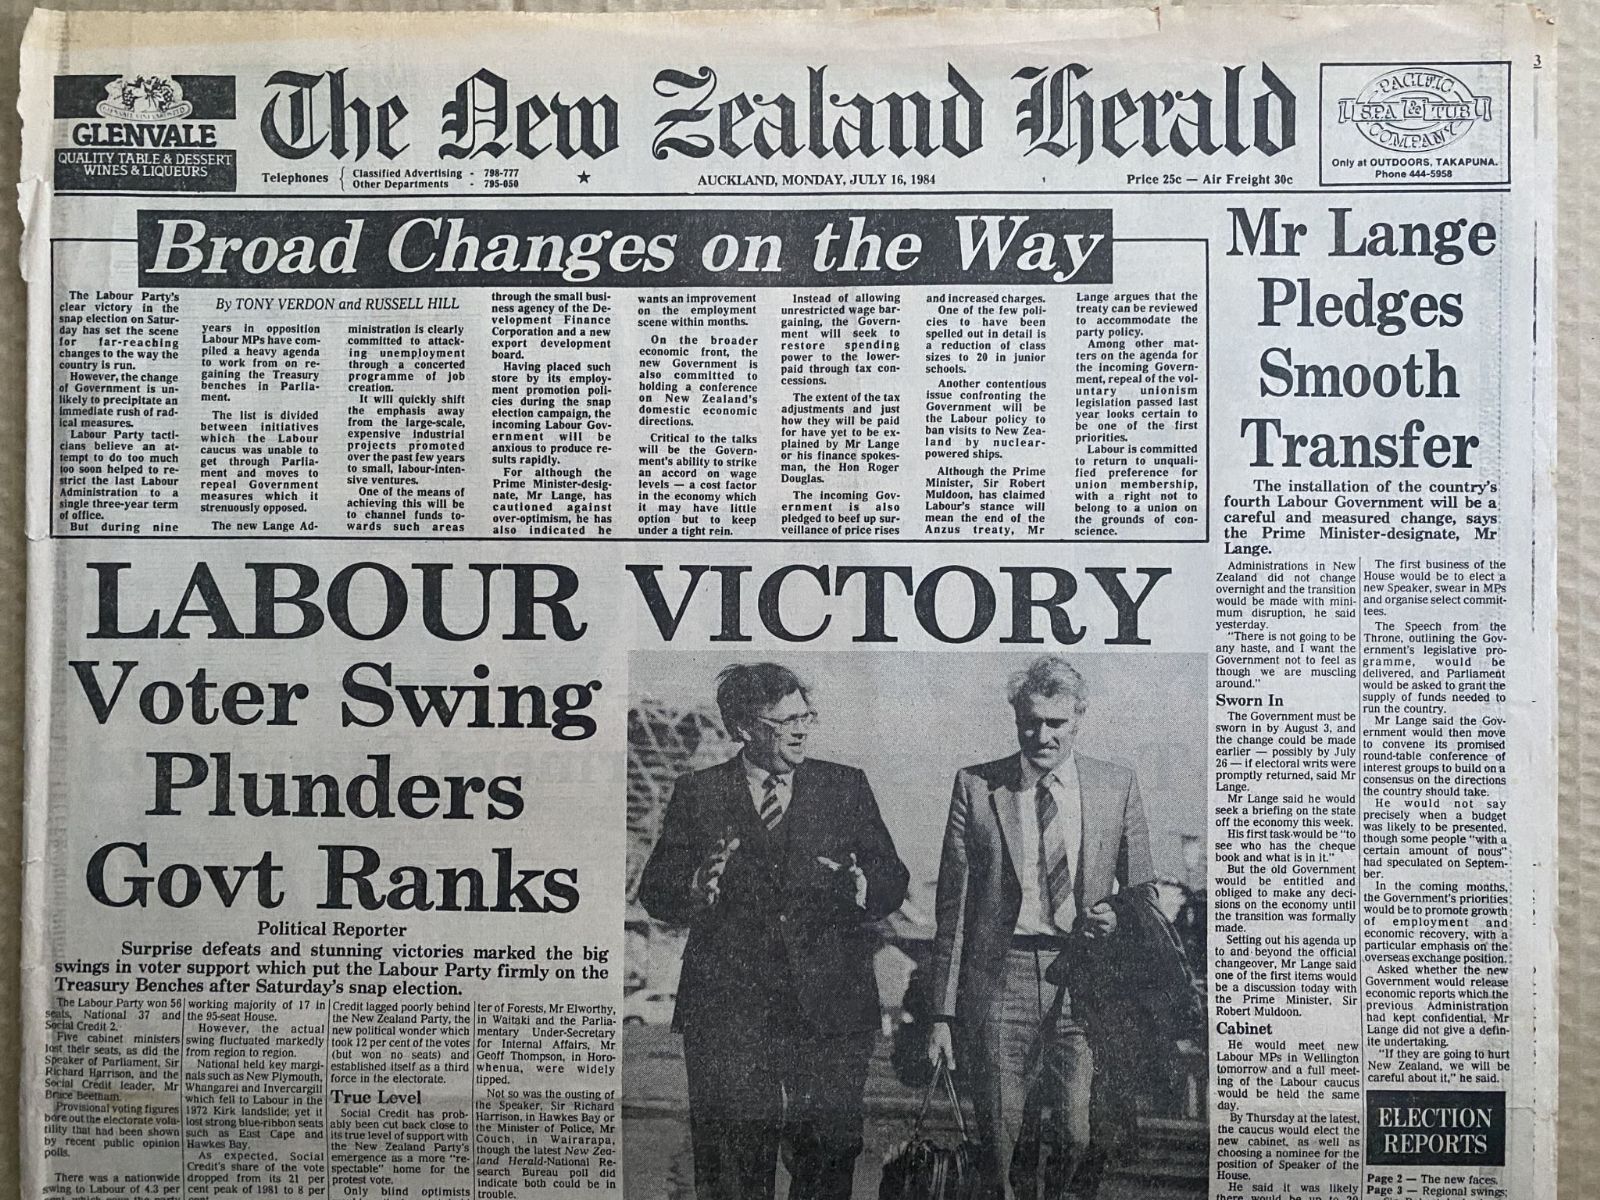 GLENVALE
QUALITY TABLE & DESSERT
WINES & LIQUEURS
The New Zealand Herald
Telephones
Classified Advertising - 798-777
Other Departments - 795-050
★
AUCKLAND, MONDAY, JULY 16, 1984
Price 25c — Air Freight 30c
PACIFIC
SPA & TUB
COMPANY
Only at OUTDOORS, TAKAPUNA.
Phone 444-5958
3
Broad Changes on the Way
By TONY VERDON and RUSSELL HILL
The Labour Party's
clear victory in the
snap election on Satur-
day has set the scene
for far-reaching
changes to the way the
country is run.
However, the change
of Government is un-
likely to precipitate an
immediate rush of rad-
ical measures.
Labour Party tacti-
cians believe an at-
tempt to do too much
too soon helped to re-
strict the last Labour
Administration to a
single three-year term
of office.
But during nine
years in opposition
Labour MPs have com-
piled a heavy agenda
to work from on re-
gaining the Treasury
benches in Parlia-
ment.
The list is divided
between initiatives
which the Labour
caucus was unable to
get through Parlia-
ment and moves to
repeal Government
measures which it
strenuously opposed.
The new Lange Ad-
ministration is clearly
committed to attack-
ing unemployment
through a concerted
programme of job
creation.
It will quickly shift
the emphasis away
from the large-scale,
expensive industrial
projects promoted
over the past few years
to small, labour-inten-
sive ventures.
One of the means of
achieving this will be
to channel funds to-
wards such areas
through the small busi-
ness agency of the De-
velopment Finance
Corporation and a new
export development
board.
Having placed such
store by its employ-
ment promotion poli-
cies during the snap
election campaign, the
incoming Labour Gov-
ernment will be
anxious to produce re-
sults rapidly.
For although the
Prime Minister-desig-
nate, Mr Lange, has
cautioned against
over-optimism, he has
also indicated he
wants an improvement
on the employment
scene within months.
On the broader
economic front, the
new Government is
also committed to
holding a conference
on New Zealand's
domestic economic
directions.
Critical to the talks
will be the Govern-
ment's ability to strike
an accord on wage
levels — a cost factor
in the economy which
it may have little
option but to keep
under a tight rein.
Instead of allowing
unrestricted wage bar-
gaining, the Govern-
ment will seek to
restore spending
power to the lower-
paid through tax con-
cessions.
The extent of the tax
adjustments and just
how they will be paid
for have yet to be ex-
plained by Mr Lange
or his finance spokes-
man, the Hon Roger
Douglas.
The incoming Gov-
ernment is also
pledged to beef up sur-
veillance of price rises
and increased charges.
One of the few poli-
cies to have been
spelled out in detail is
a reduction of class
sizes to 20 in junior
schools.
Another contentious
issue confronting the
Government will be
the Labour policy to
ban visits to New Zea-
land by nuclear-
powered ships.
Although the Prime
Minister, Sir Robert
Muldoon, has claimed
Labour's stance will
mean the end of the
Anzus treaty, Mr
Lange argues that the
treaty can be reviewed
to accommodate the
party policy.
Among other mat-
ters on the agenda for
the incoming Govern-
ment, repeal of the vol-
untary unionism
legislation passed last
year looks certain to
be one of the first
priorities.
Labour is committed
to return to unquali-
fied preference for
union membership,
with a right not to
belong to a union on
the grounds of con-
science.
Mr Lange
Pledges
Smooth
Transfer
The installation of the country's
fourth Labour Government will be a
careful and measured change, says
the Prime Minister-designate, Mr
Lange.
Administrations in New
Zealand did not change
overnight and the transition
would be made with mini-
mum disruption, he said
yesterday.
"There is not going to be
any haste, and I want the
Government not to feel as
though we are muscling
around."
Sworn In
The Government must be
sworn in by August 3, and
the change could be made
earlier — possibly by July
26 — if electoral writs were
promptly returned, said Mr
Lange.
Mr Lange said he would
seek a briefing on the state
off the economy this week.
His first task would be "to
see who has the cheque
book and what is in it."
But the old Government
would be entitled and
obliged to make any deci-
sions on the economy until
the transition was formally
made.
Setting out his agenda up
to and beyond the official
changeover, Mr Lange said
one of the first items would
be a discussion today with
the Prime Minister, Sir
Robert Muldoon.
Cabinet
He would meet new
Labour MPs in Wellington
tomorrow and a full meet-
ing of the Labour caucus
would be held the same
day.
By Thursday at the latest,
the caucus would elect the
new cabinet, as well as
choosing a nominee for the
position of Speaker of the
House.
He said it was likely
there would be up to 20
The first business of the
House would be to elect a
new Speaker, swear in MPs
and organise select commit-
tees.
The Speech from the
Throne, outlining the Gov-
ernment's legislative pro-
gramme, would be
delivered, and Parliament
would be asked to grant the
supply of funds needed to
run the country.
Mr Lange said the Gov-
ernment would then move
to convene its promised
round-table conference of
interest groups to build on a
consensus on the directions
the country should take.
He would not say
precisely when a budget
was likely to be presented,
though some people "with a
certain amount of nous"
had speculated on Septem-
ber.
In the coming months,
the Government's priorities
would be to promote growth
of employment and
economic recovery, with a
particular emphasis on the
overseas exchange position.
Asked whether the new
Government would release
economic reports which the
previous Administration
had kept confidential, Mr
Lange did not give a defin-
ite undertaking.
"If they are going to hurt
New Zealand, we will be
careful about it," he said.
ELECTION
REPORTS
Page 2 — The new faces.
Page 3 — Regional swings;
LABOUR VICTORY
Voter Swing
Plunders
Govt Ranks
Political Reporter
Surprise defeats and stunning victories marked the big
swings in voter support which put the Labour Party firmly on the
Treasury Benches after Saturday's snap election.
The Labour Party won 56
seats, National 37 and
Social Credit 2.
Five cabinet ministers
lost their seats, as did the
Speaker of Parliament, Sir
Richard Harrison, and the
Social Credit leader, Mr
Bruce Beetham.
Provisional voting figures
bore out the electorate vola-
tility that had been shown
by recent public opinion
polls.
There was a nationwide
swing to Labour of 4.3 per
working majority of 17 in
the 95-seat House.
However, the actual
swing fluctuated markedly
from region to region.
National held key margi-
nals such as New Plymouth,
Whangarei and Invercargill
which fell to Labour in the
1972 Kirk landslide; yet it
lost strong blue-ribbon seats
such as East Cape and
Hawkes Bay.
As expected, Social
Credit's share of the vote
dropped from its 21 per
cent peak of 1981 to 8 per
Credit lagged poorly behind
the New Zealand Party, the
new political wonder which
took 12 per cent of the votes
(but won no seats) and
established itself as a third
force in the electorate.
True Level
Social Credit has prob-
ably been cut back close to
its true level of support with
the New Zealand Party's
emergence as a more "re-
spectable" home for the
protest vote.
Only blind optimists
ter of Forests, Mr Elworthy,
in Waitaki and the Parlia-
mentary Under-Secretary
for Internal Affairs, Mr
Geoff Thompson, in Horo-
whenua, were widely
tipped.
Not so was the ousting of
the Speaker, Sir Richard
Harrison, in Hawkes Bay or
the Minister of Police, Mr
Couch, in Wairarapa,
though the latest New Zea-
land Herald-National Re-
search Bureau poll did
indicate both could be in
trouble.